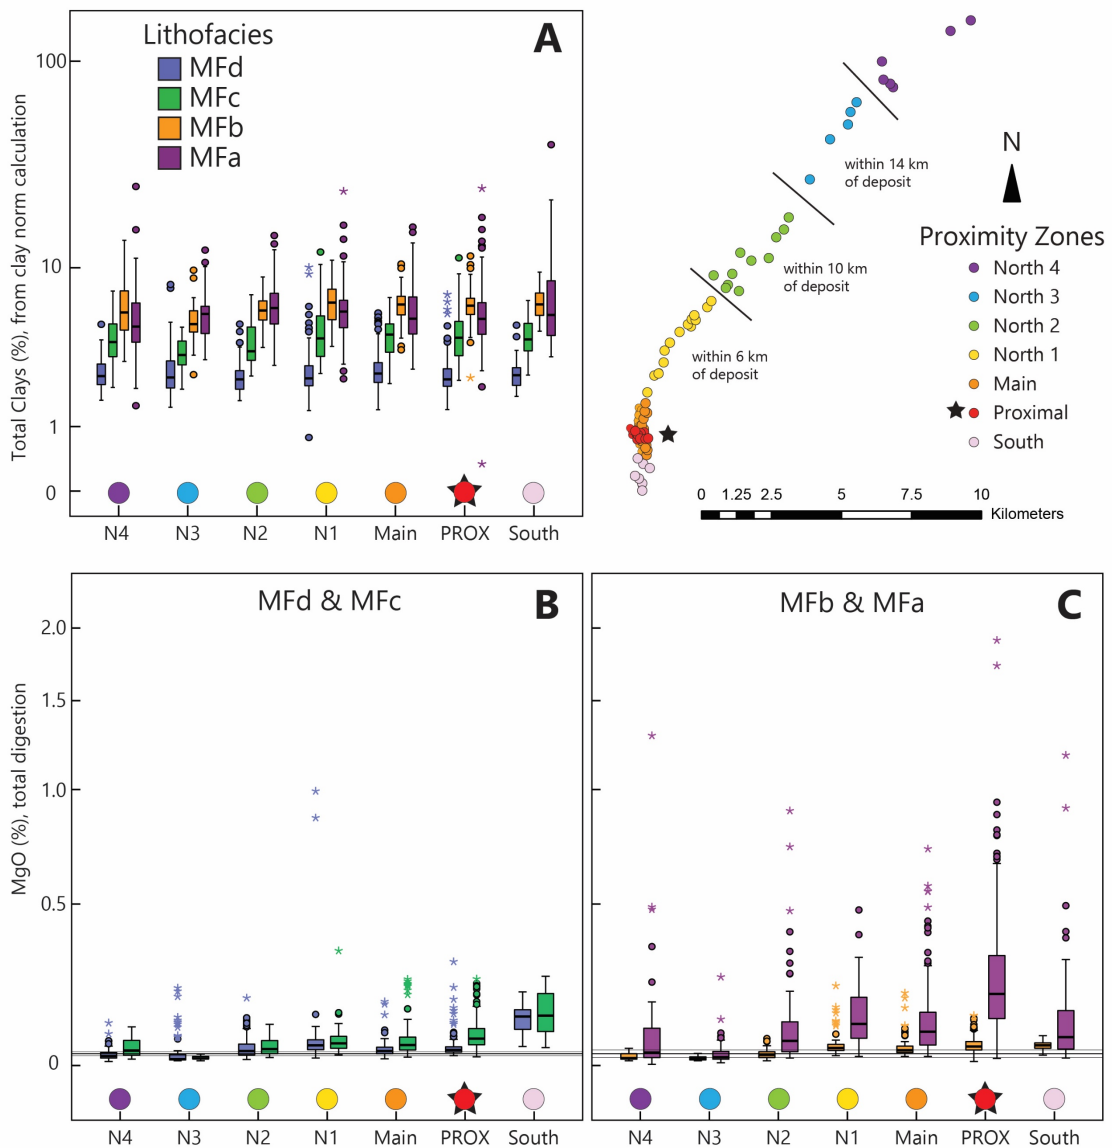 Lithofacies
MFd
MFc
MFb
MFa
A
Total Clays (%), from clay norm calculation
100
10
1
0
N4 N3 N2 N1 Main PROX South
within 14 km
of deposit
within 10 km
of deposit
within 6 km
of deposit
N
Proximity Zones
North 4
North 3
North 2
North 1
Main
Proximal
South
0 1.25 2.5 5 7.5 10
Kilometers
MFd & MFc
B
MgO (%), total digestion
2.0
1.5
1.0
0.5
0
N4 N3 N2 N1 Main PROX South
MFb & MFa
C
N4 N3 N2 N1 Main PROX South